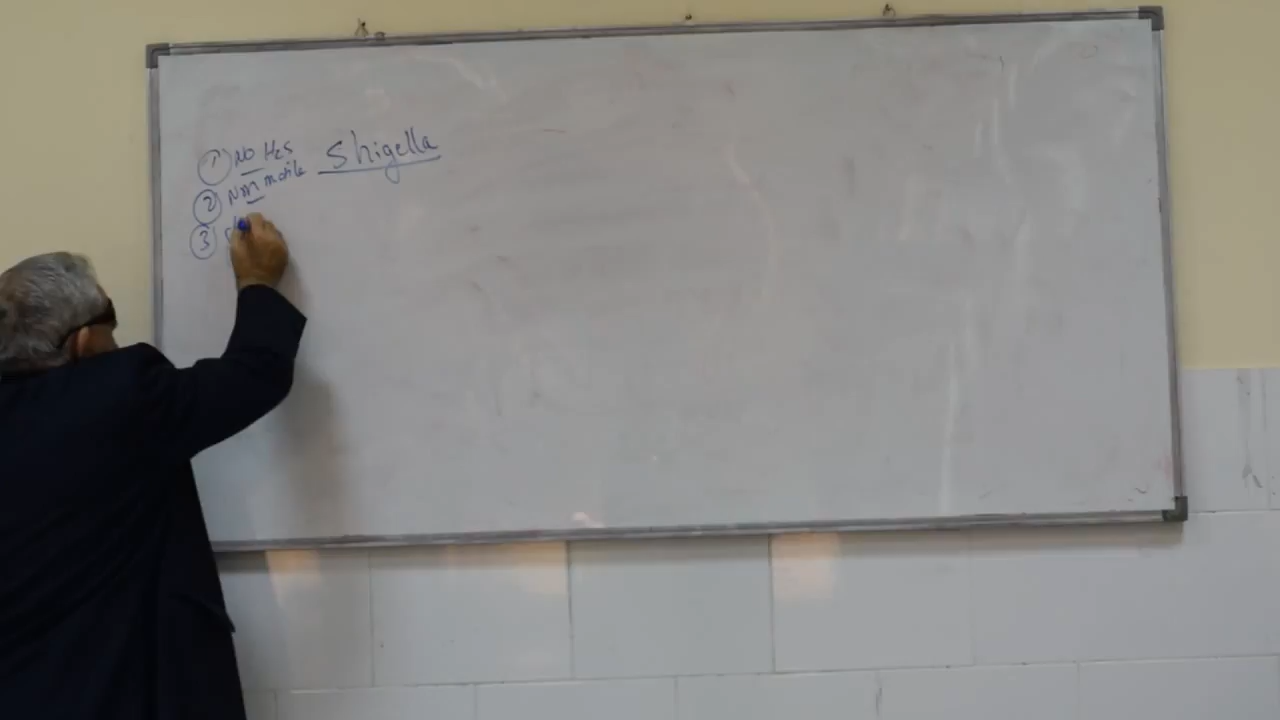 Shigella
① No H2S
② Non motile
③